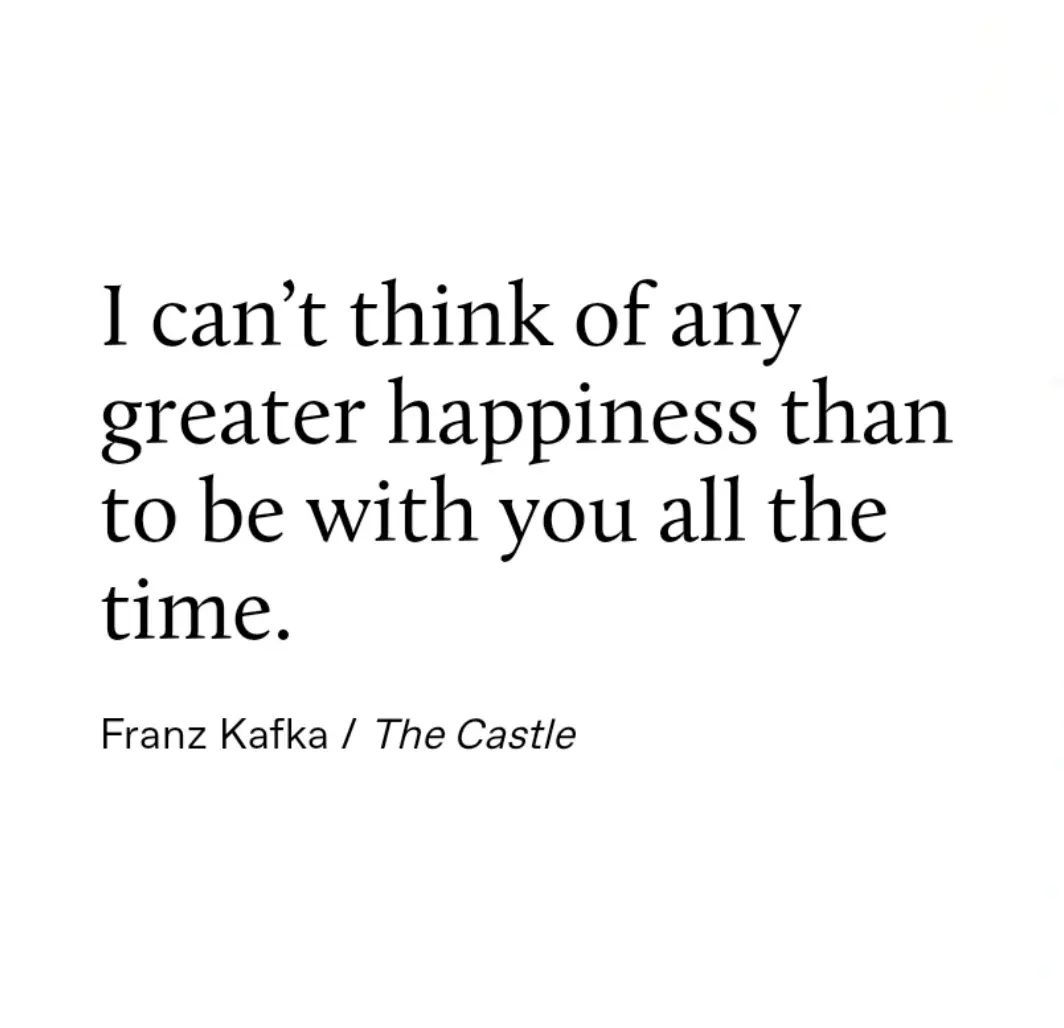 I can’t think of any
greater happiness than
to be with you all the
time.
Franz Kafka / The Castle